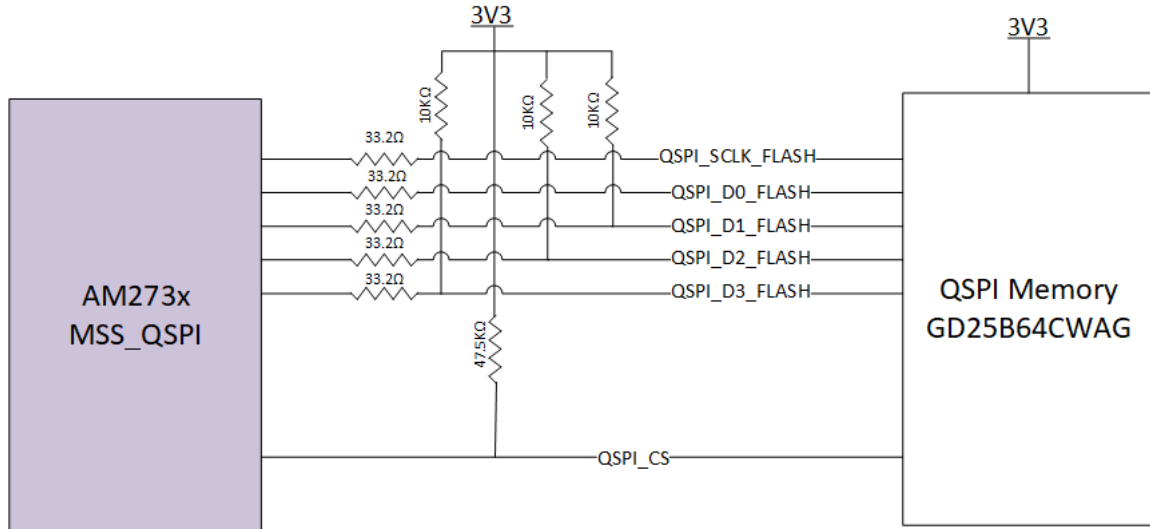 3V3
3V3
10KΩ
10KΩ
10KΩ
33.2Ω
QSPI_SCLK_FLASH
33.2Ω
QSPI_D0_FLASH
33.2Ω
QSPI_D1_FLASH
33.2Ω
QSPI_D2_FLASH
33.2Ω
QSPI_D3_FLASH
AM273x
MSS_QSPI
QSPI Memory
GD25B64CWAG
47.5KΩ
QSPI_CS